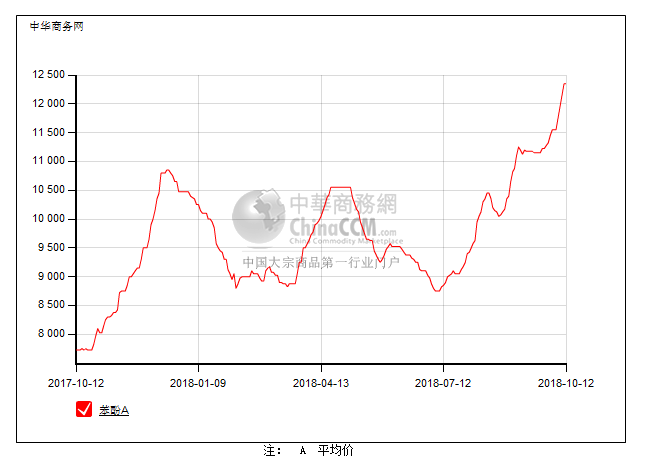 中华商务网
12 500
12 000
11 500
11 000
10 500
10 000
9 500
9 000
8 500
8 000
中華商務網
ChinaCCM.com
China Commodity Marketplace
中国大宗商品第一行业门户
2017-10-12 2018-01-09 2018-04-13 2018-07-12 2018-10-12
苯酚A
注: A 平均价